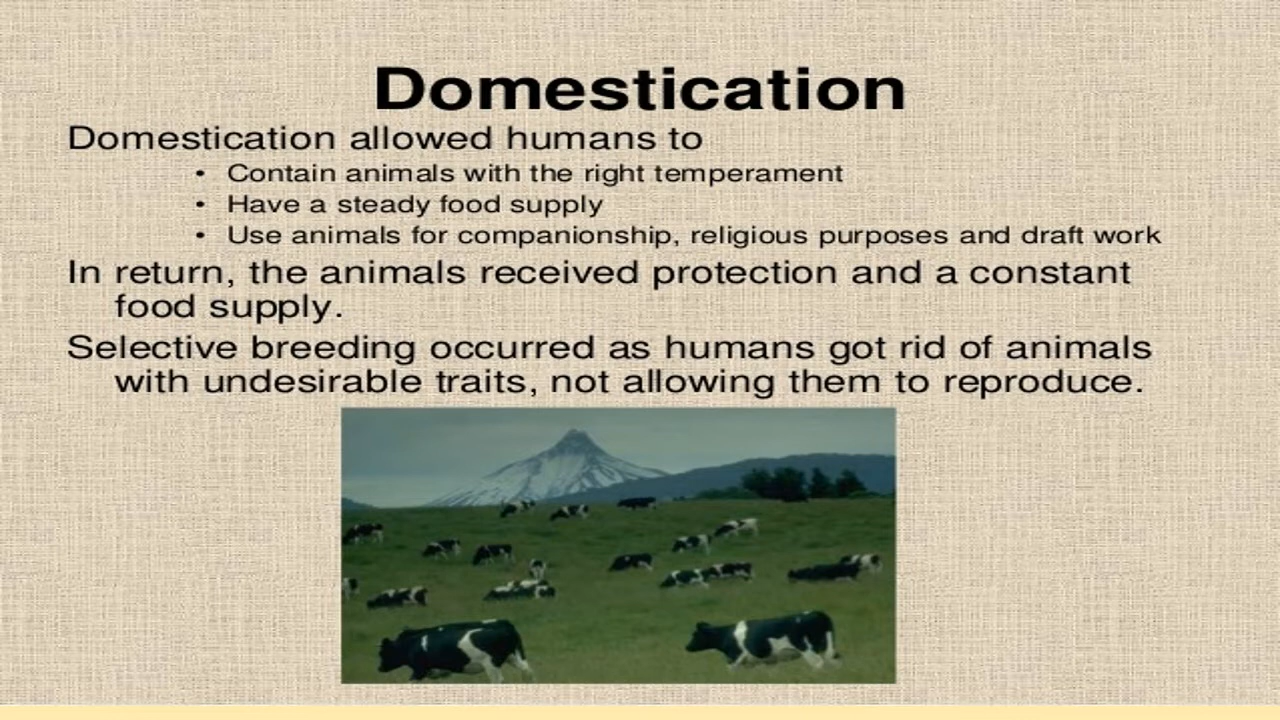 Domestication
Domestication allowed humans to
• Contain animals with the right temperament
• Have a steady food supply
• Use animals for companionship, religious purposes and draft work
In return, the animals received protection and a constant
food supply.
Selective breeding occurred as humans got rid of animals
with undesirable traits, not allowing them to reproduce.